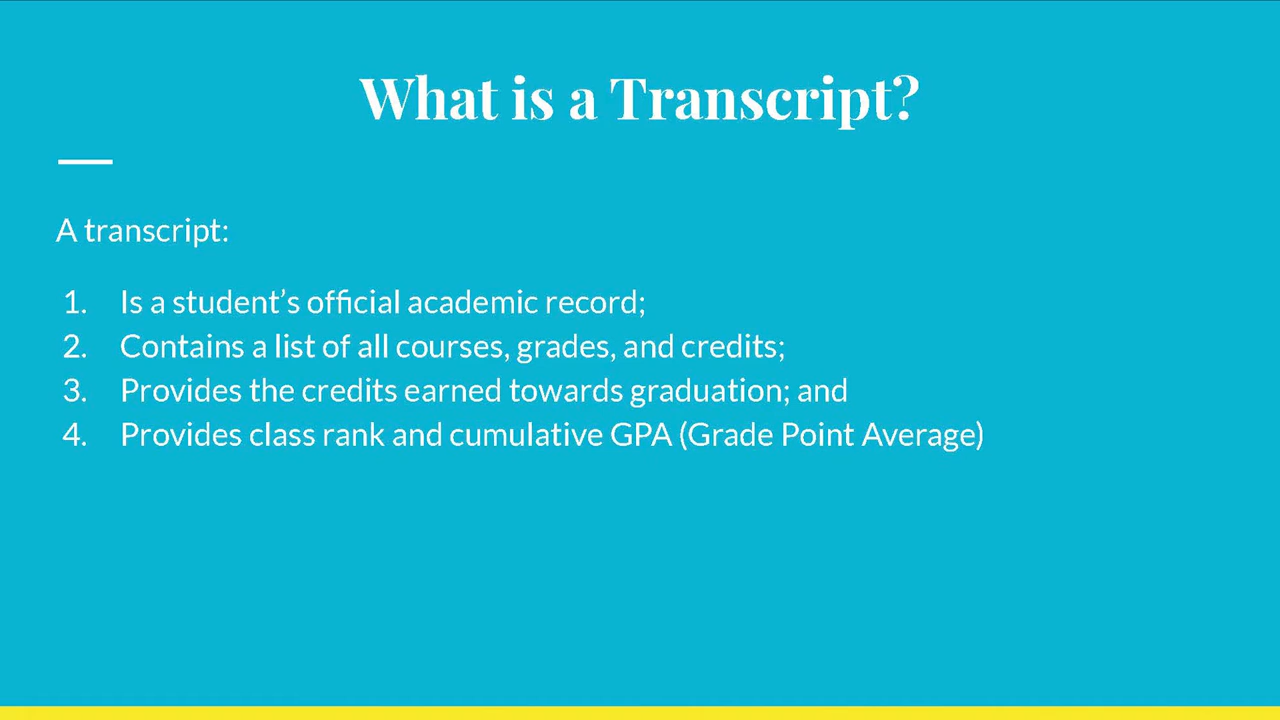 What is a Transcript?
A transcript:
1. Is a student’s official academic record;
2. Contains a list of all courses, grades, and credits;
3. Provides the credits earned towards graduation; and
4. Provides class rank and cumulative GPA (Grade Point Average)